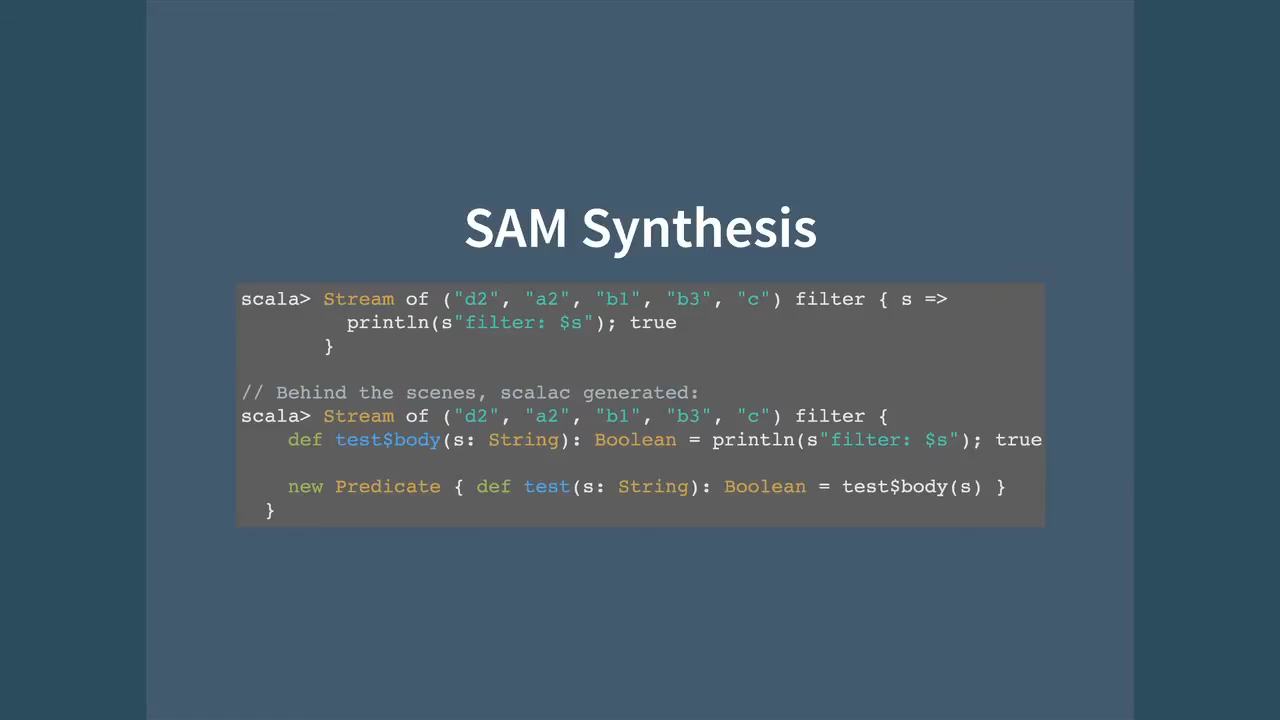 SAM Synthesis
scala> Stream of ("d2", "a2", "b1", "b3", "c") filter { s =>
println(s"filter: $s"); true
}
// Behind the scenes, scalac generated:
scala> Stream of ("d2", "a2", "b1", "b3", "c") filter {
def test$body(s: String): Boolean = println(s"filter: $s"); true
new Predicate { def test(s: String): Boolean = test$body(s) }
}